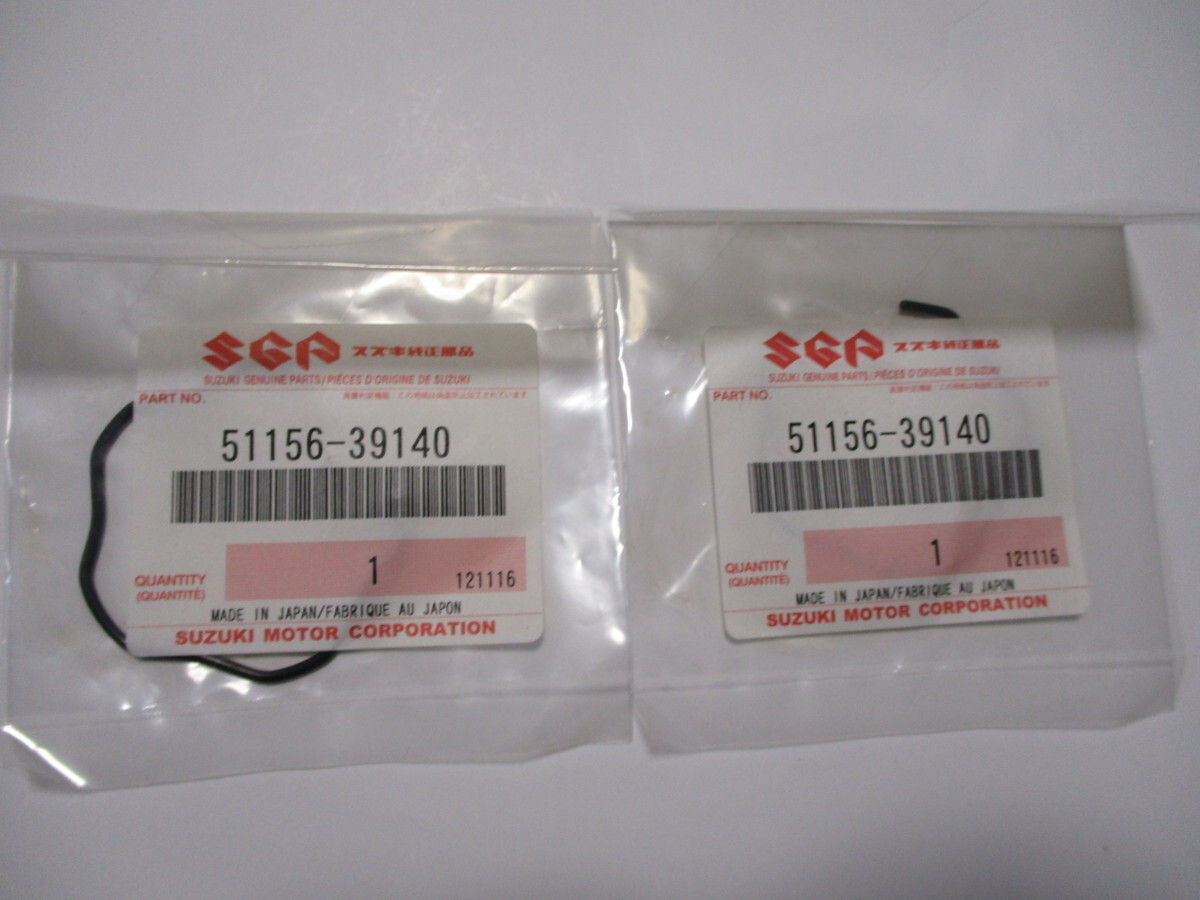 SGP スズキ純正部品
SUZUKI GENUINE PARTS/PIÈCES D'ORIGINE DE SUZUKI
PART NO.
51156-39140
1
121116
QUANTITY
(QUANTITÉ)
MADE IN JAPAN/FABRIQUE AU JAPON
SUZUKI MOTOR CORPORATION
SGP スズキ純正部品
SUZUKI GENUINE PARTS/PIÈCES D'ORIGINE DE SUZUKI
PART NO.
51156-39140
1
121116
QUANTITY
(QUANTITÉ)
MADE IN JAPAN/FABRIQUE AU JAPON
SUZUKI MOTOR CORPORATION